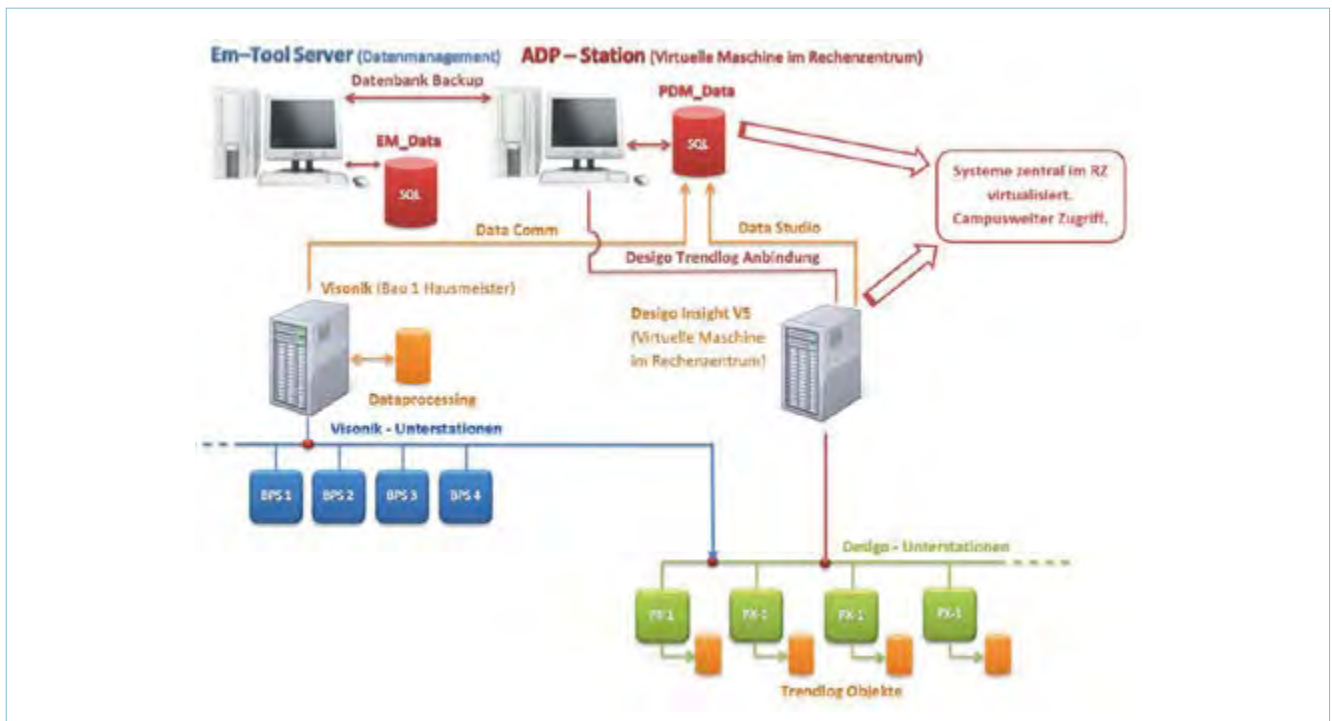 Em–Tool Server (Datenmanagement)
ADP – Station (Virtuelle Maschine im Rechenzentrum)
Datenbank Backup
PDM_Data
EM_Data
SQL
SQL
Systeme zentral im RZ
virtualisiert.
Campusweiter Zugriff.
Data Comm
Data Studio
Desigo Trendlog Anbindung
Visonik (Bau 1 Hausmeister)
Desigo Insight V5
(Virtuelle Maschine
im Rechenzentrum)
Dataprocessing
Visonik - Unterstationen
BPS 1
BPS 2
BPS 3
BPS 4
Desigo - Unterstationen
PX-1
PX-1
PX-1
PX-1
Trendlog Objekte